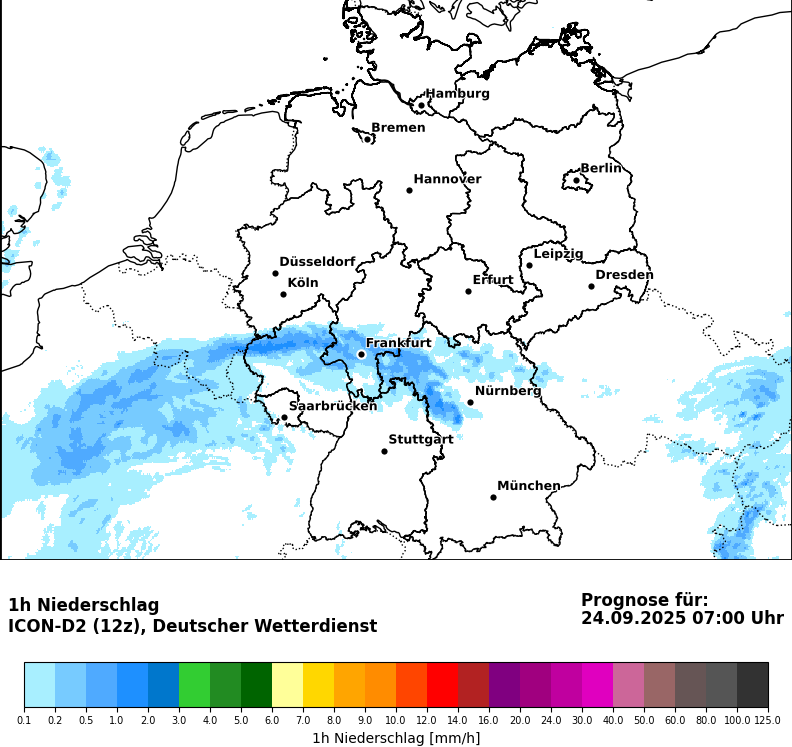 Hamburg
Bremen
Berlin
Hannover
Leipzig
Düsseldorf
Dresden
Köln
Erfurt
Frankfurt
Nürnberg
Saarbrücken
Stuttgart
München
1h Niederschlag
ICON-D2 (12z), Deutscher Wetterdienst
Prognose für:
24.09.2025 07:00 Uhr
0.1 0.2 0.5 1.0 2.0 3.0 4.0 5.0 6.0 7.0 9.0 10.0 12.0 14.0 16.0 20.0 24.0 30.0 40.0 50.0 60.0 80.0 100.0 125.0
1h Niederschlag [mm/h]